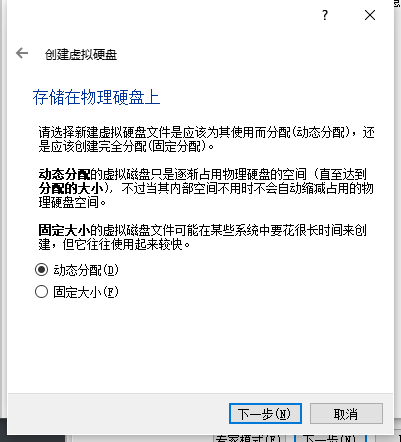 ?
创建虚拟硬盘
存储在物理硬盘上
请选择新建虚拟硬盘文件是应该为其使用而分配(动态分配)，还
是应该创建完全分配(固定分配)。
动态分配的虚拟磁盘只是逐渐占用物理硬盘的空间（直至达到
分配的大小），不过当其内部空间不用时不会自动缩减占用的物
理硬盘空间。
固定大小的虚拟磁盘文件可能在某些系统中要花很长时间来创
建，但它往往使用起来较快。
动态分配(D)
固定大小(F)
下一步(N) 取消
专家模式(E) 下一步(N)